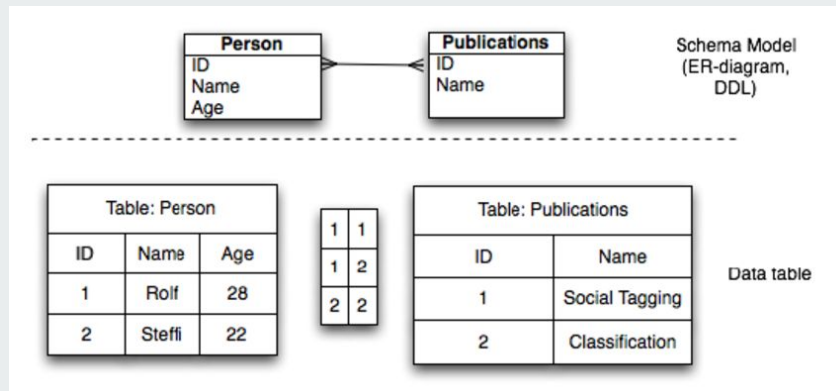 Person
ID
Name
Age
Publications
ID
Name
Schema Model
(ER-diagram,
DDL)
Table: Person
ID Name Age
1 Rolf 28
2 Steffi 22
1 1
1 2
2 2
Table: Publications
ID Name
1 Social Tagging
2 Classification
Data table